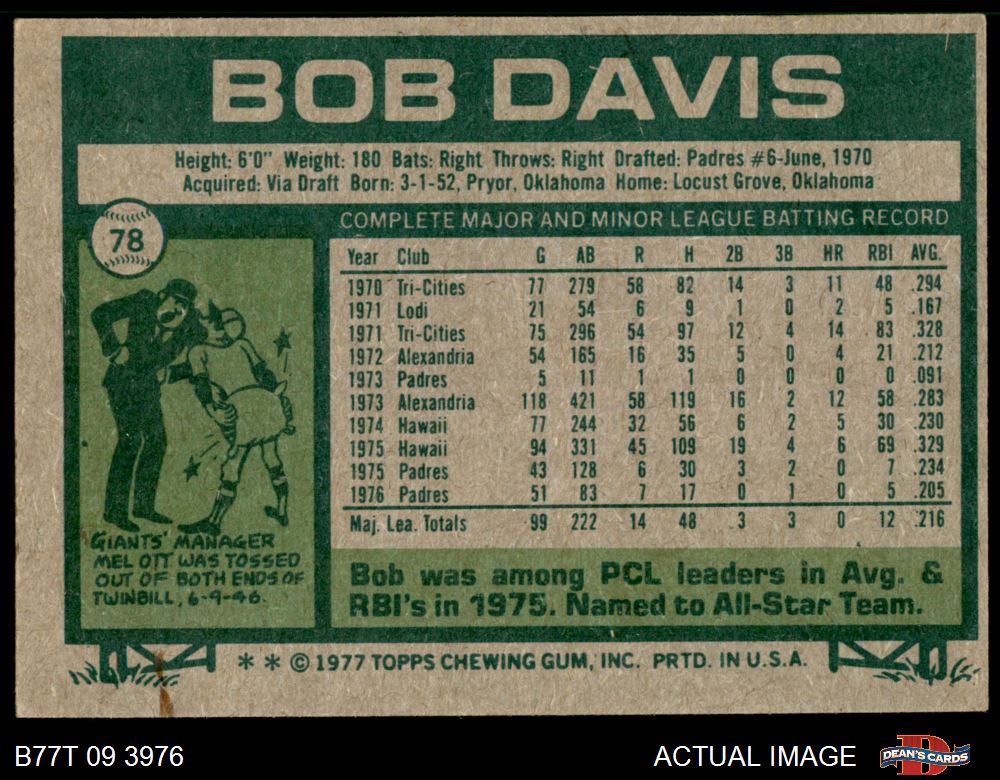 BOB DAVIS
Height: 6'0" Weight: 180 Bats: Right Throws: Right Drafted: Padres #6-June, 1970
Acquired: Via Draft Born: 3-1-52, Pryor, Oklahoma Home: Locust Grove, Oklahoma
78
COMPLETE MAJOR AND MINOR LEAGUE BATTING RECORD
Year Club G AB R H 2B 3B HR RBI AVG.
1970 Tri-Cities 77 279 58 82 14 3 11 48 .294
1971 Lodi 21 54 6 9 1 0 2 5 .167
1971 Tri-Cities 75 296 54 97 12 4 14 83 .328
1972 Alexandria 54 165 16 35 5 0 4 21 .212
1973 Padres 5 11 1 1 0 0 0 0 .091
1973 Alexandria 118 421 58 119 16 2 12 58 .283
1974 Hawaii 77 244 32 56 6 2 5 30 .230
1975 Hawaii 94 331 45 109 19 4 6 69 .329
1975 Padres 43 128 6 30 3 2 0 7 .234
1976 Padres 51 83 7 17 0 1 0 5 .205
Maj. Lea. Totals 99 222 14 48 3 3 0 12 .216
GIANTS' MANAGER
MEL OTT WAS TOSSED
OUT OF BOTH ENDS OF
TWINBILL, 6-9-46.
Bob was among PCL leaders in Avg. &
RBI's in 1975. Named to All-Star Team.
* * © 1977 TOPPS CHEWING GUM, INC. PRTD. IN U.S.A.
B77T 09 3976
ACTUAL IMAGE
D
DEAN'S CARDS